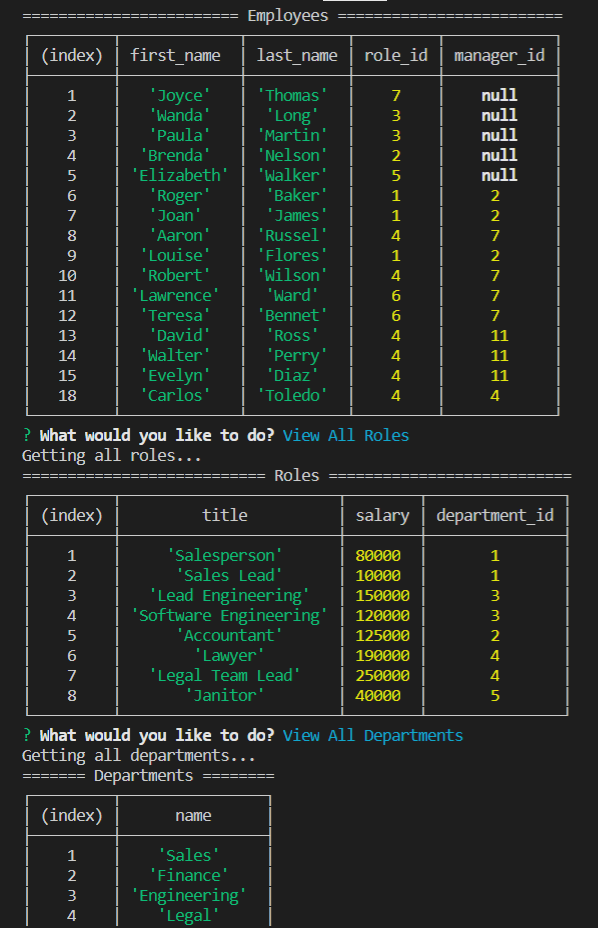 ========================= Employees =========================
(index) | first_name | last_name | role_id | manager_id
1 | 'Joyce' | 'Thomas' | 7 | null
2 | 'Wanda' | 'Long' | 3 | null
3 | 'Paula' | 'Martin' | 3 | null
4 | 'Brenda' | 'Nelson' | 2 | null
5 | 'Elizabeth' | 'Walker' | 5 | null
6 | 'Roger' | 'Baker' | 1 | 2
7 | 'Joan' | 'James' | 1 | 2
8 | 'Aaron' | 'Russel' | 4 | 7
9 | 'Louise' | 'Flores' | 1 | 2
10 | 'Robert' | 'Wilson' | 4 | 7
11 | 'Lawrence' | 'Ward' | 6 | 7
12 | 'Teresa' | 'Bennet' | 6 | 7
13 | 'David' | 'Ross' | 4 | 11
14 | 'Walter' | 'Perry' | 4 | 11
15 | 'Evelyn' | 'Diaz' | 4 | 11
18 | 'Carlos' | 'Toledo' | 4 | 4
? What would you like to do? View All Roles
Getting all roles...
=========================== Roles ===========================
(index) | title | salary | department_id
1 | 'Salesperson' | 80000 | 1
2 | 'Sales Lead' | 10000 | 1
3 | 'Lead Engineering' | 150000 | 3
4 | 'Software Engineering' | 120000 | 3
5 | 'Accountant' | 125000 | 2
6 | 'Lawyer' | 190000 | 4
7 | 'Legal Team Lead' | 250000 | 4
8 | 'Janitor' | 40000 | 5
? What would you like to do? View All Departments
Getting all departments...
======= Departments ========
(index) | name
1 | 'Sales'
2 | 'Finance'
3 | 'Engineering'
4 | 'Legal'